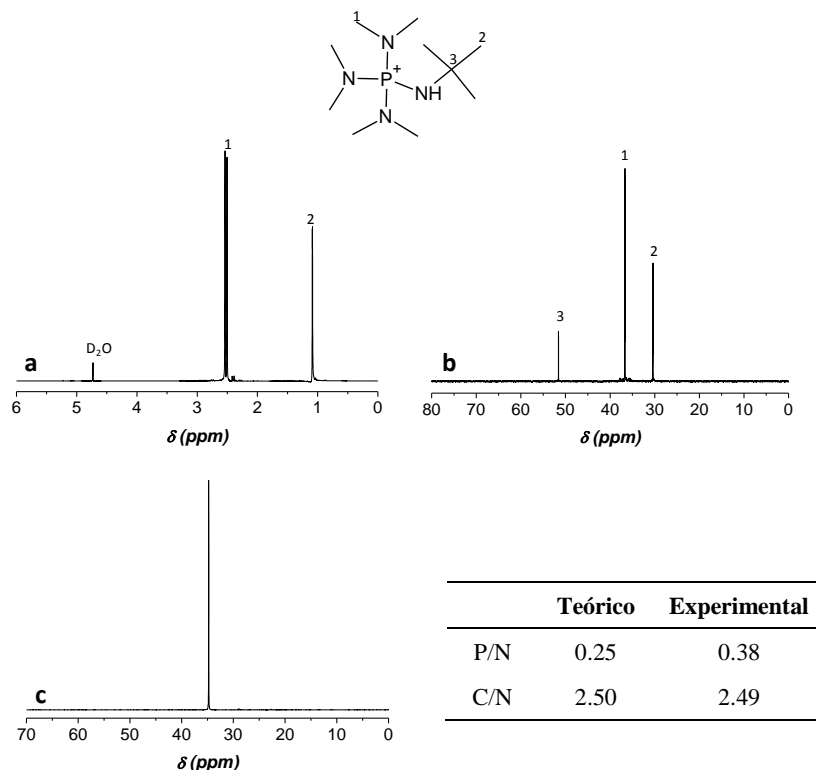 1
2
N
3
N
P
+
NH
N
1
2
D₂O
a
6 5 4 3 2 1 0
δ (ppm)
1
2
3
b
80 70 60 50 40 30 20 10 0
δ (ppm)
c
70 60 50 40 30 20 10 0
δ (ppm)
Teórico Experimental
P/N 0.25 0.38
C/N 2.50 2.49